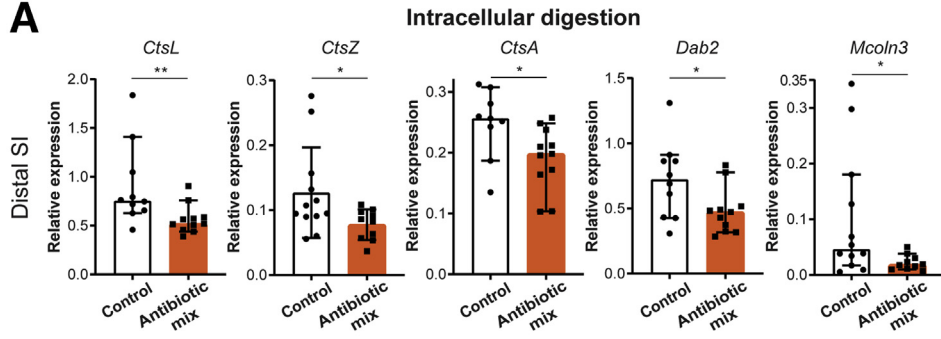 A
Intracellular digestion
Distal SI
CtsL
CtsZ
CtsA
Dab2
Mcoln3
**
*
*
*
*
Relative expression
2.0
1.5
1.0
0.5
0.0
Control
Antibiotic
mix
Relative expression
0.3
0.2
0.1
0.0
Control
Antibiotic
mix
Relative expression
0.3
0.2
0.1
0.0
Control
Antibiotic
mix
Relative expression
1.5
1.0
0.5
0.0
Control
Antibiotic
mix
Relative expression
0.35
0.3
0.2
0.1
0.0
Control
Antibiotic
mix